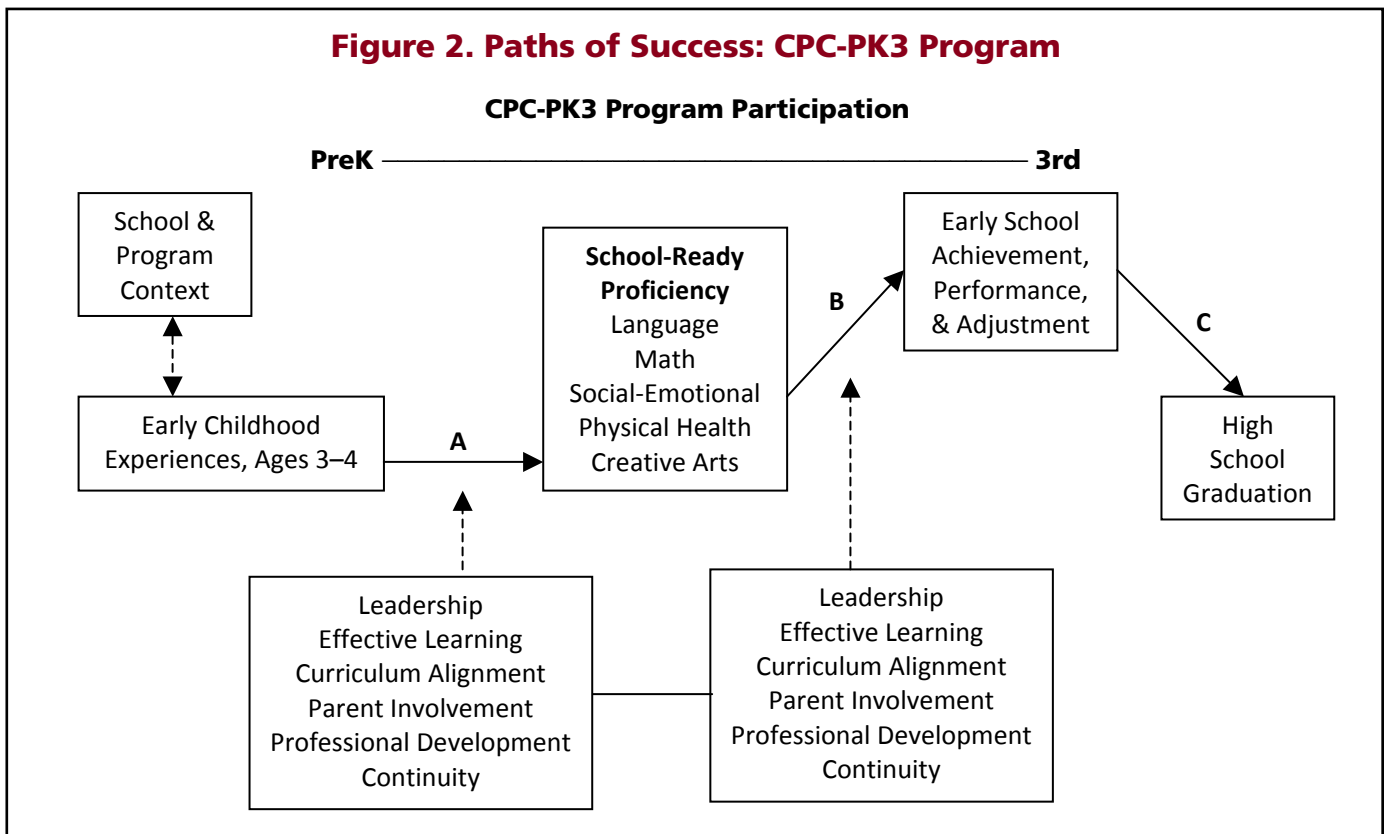 Figure 2. Paths of Success: CPC-PK3 Program
CPC-PK3 Program Participation
PreK
3rd
School &
Program
Context
Early Childhood
Experiences, Ages 3–4
A
School-Ready
Proficiency
Language
Math
Social-Emotional
Physical Health
Creative Arts
B
Early School
Achievement,
Performance,
& Adjustment
C
High
School
Graduation
Leadership
Effective Learning
Curriculum Alignment
Parent Involvement
Professional Development
Continuity
Leadership
Effective Learning
Curriculum Alignment
Parent Involvement
Professional Development
Continuity